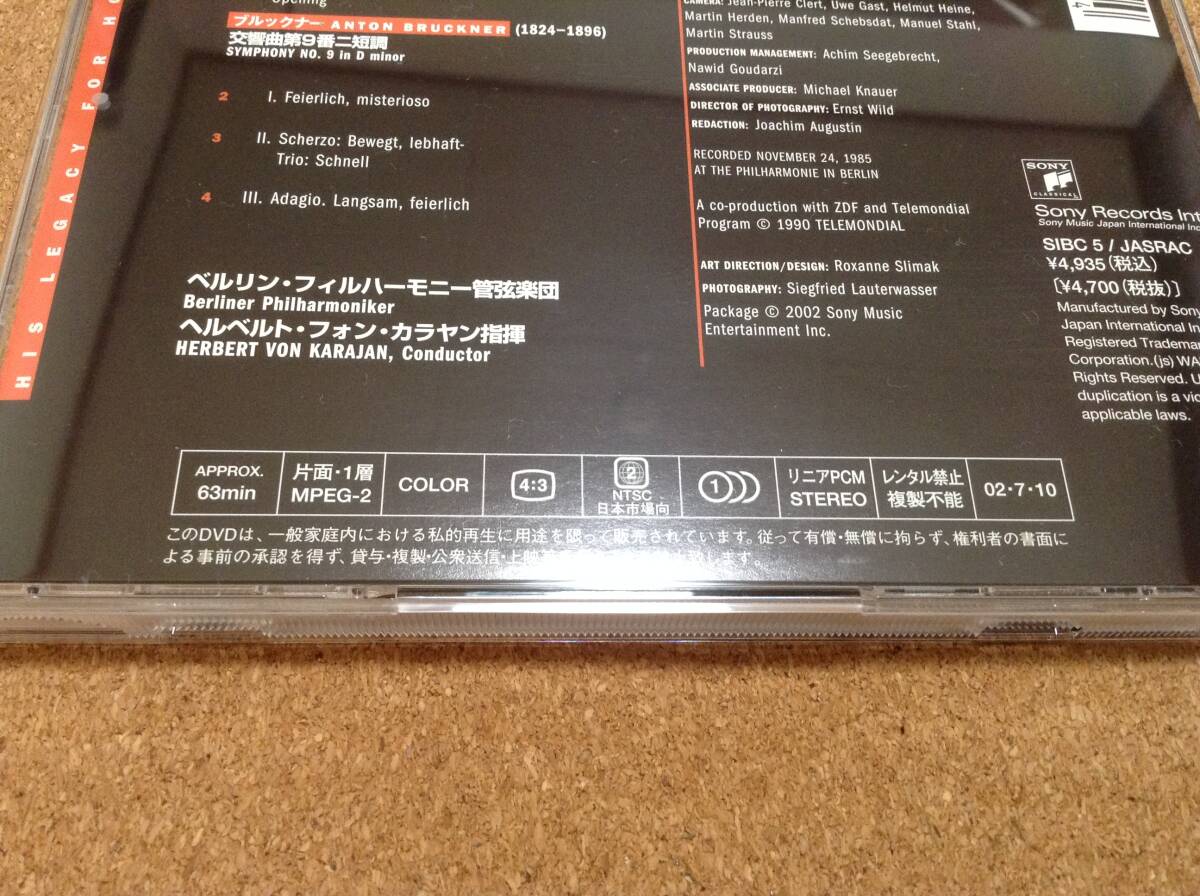 HIS LEGACY FOR HO
Opening
ブルックナー ANTON BRUCKNER (1824–1896)
交響曲第9番ニ短調
SYMPHONY NO. 9 in D minor
2 I. Feierlich, misterioso
3 II. Scherzo: Bewegt, lebhaft-
Trio: Schnell
4 III. Adagio. Langsam, feierlich
ベルリン・フィルハーモニー管弦楽団
Berliner Philharmoniker
ヘルベルト・フォン・カラヤン指揮
HERBERT VON KARAJAN, Conductor
CAMERA: Jean-Pierre Clert, Uwe Gast, Helmut Heine,
Martin Herden, Manfred Schebsdat, Manuel Stahl,
Martin Strauss
PRODUCTION MANAGEMENT: Achim Seegebrecht,
Nawid Goudarzi
ASSOCIATE PRODUCER: Michael Knauer
DIRECTOR OF PHOTOGRAPHY: Ernst Wild
REDACTION: Joachim Augustin
RECORDED NOVEMBER 24, 1985
AT THE PHILHARMONIE IN BERLIN
A co-production with ZDF and Telemondial
Program © 1990 TELEMONDIAL
ART DIRECTION/DESIGN: Roxanne Slimak
PHOTOGRAPHY: Siegfried Lauterwasser
Package © 2002 Sony Music
Entertainment Inc.
4
SONY
CLASSICAL
Sony Records Int
Sony Music Japan International Inc
SIBC 5 / JASRAC
¥4,935(税込)
[¥4,700(税抜)]
Manufactured by Sony
Japan International In
Registered Trademar
Corporation.(js) WA
Rights Reserved. U
duplication is a vio
applicable laws.
APPROX.
63min
片面・1層
MPEG-2
COLOR
4:3
2
NTSC
日本市場向
1
リニアPCM
STEREO
レンタル禁止
複製不能
02・7・10
このDVDは、一般家庭内における私的再生に用途を限って販売されています。従って有償・無償に拘らず、権利者の書面に
よる事前の承認を得ず、貸与・複製・公衆送信・上映
します。